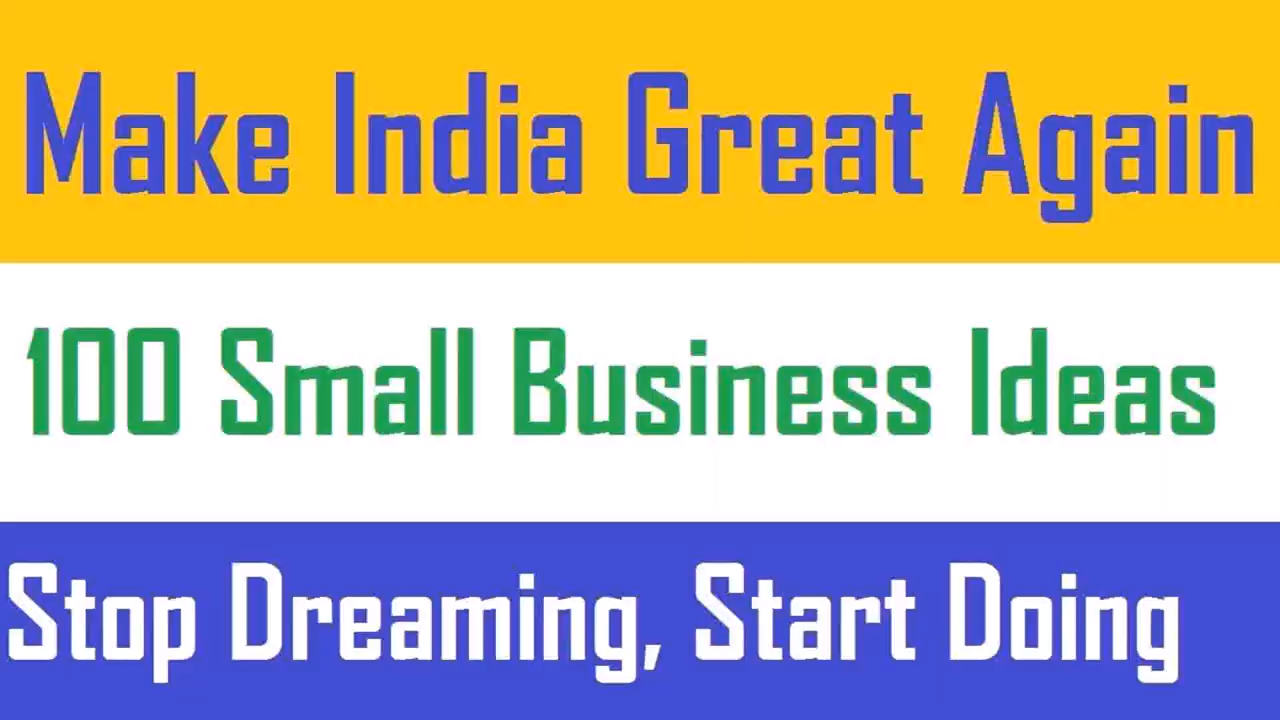 Make India Great Again
100 Small Business Ideas
Stop Dreaming, Start Doing